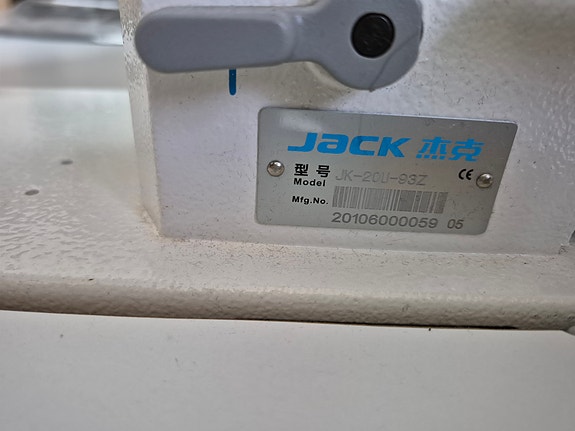 JACK 杰克
型号 JK-20U-93Z CE
Model
Mfg.No.
20106000059 05